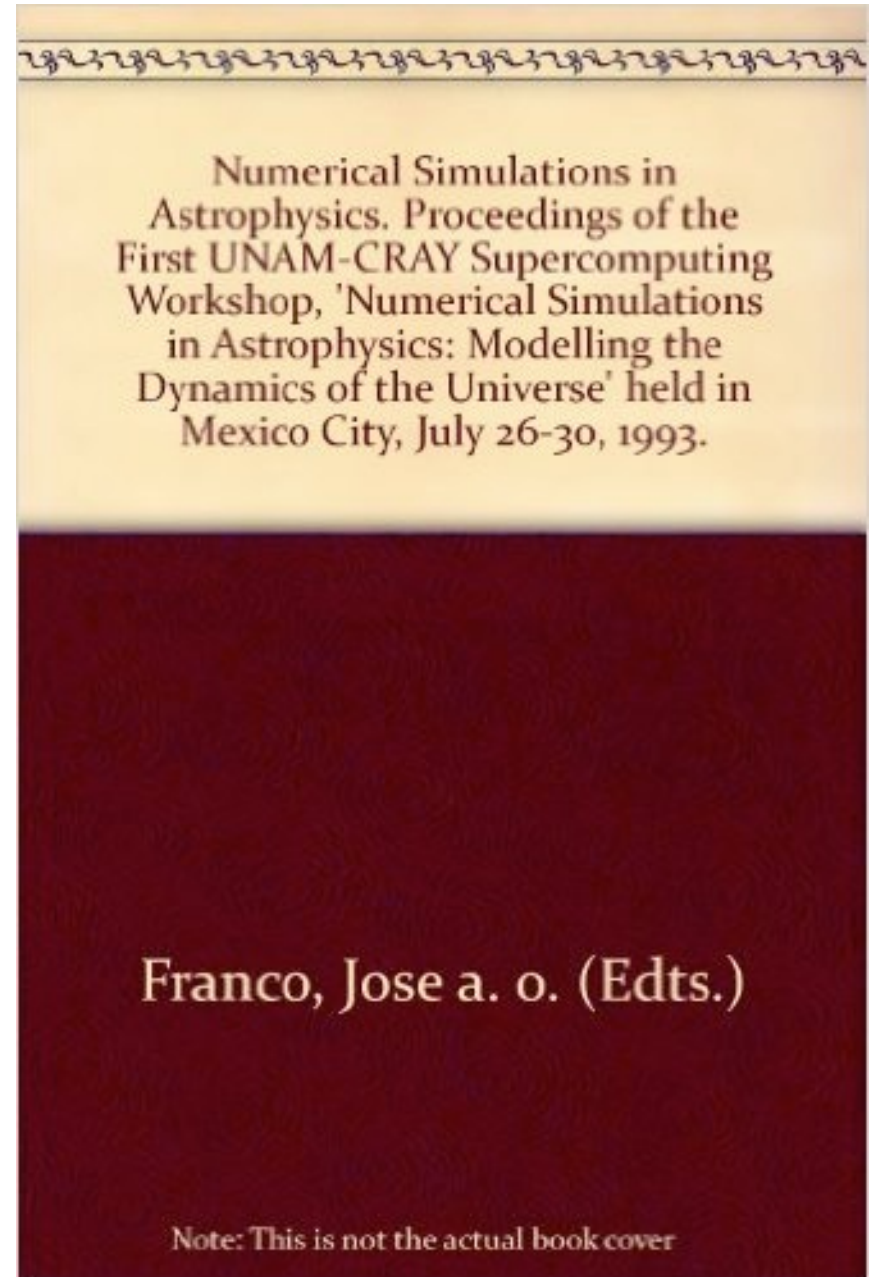 Numerical Simulations in
Astrophysics. Proceedings of the
First UNAM-CRAY Supercomputing
Workshop, 'Numerical Simulations
in Astrophysics: Modelling the
Dynamics of the Universe' held in
Mexico City, July 26-30, 1993.
Franco, Jose a. o. (Edts.)
Note: This is not the actual book cover